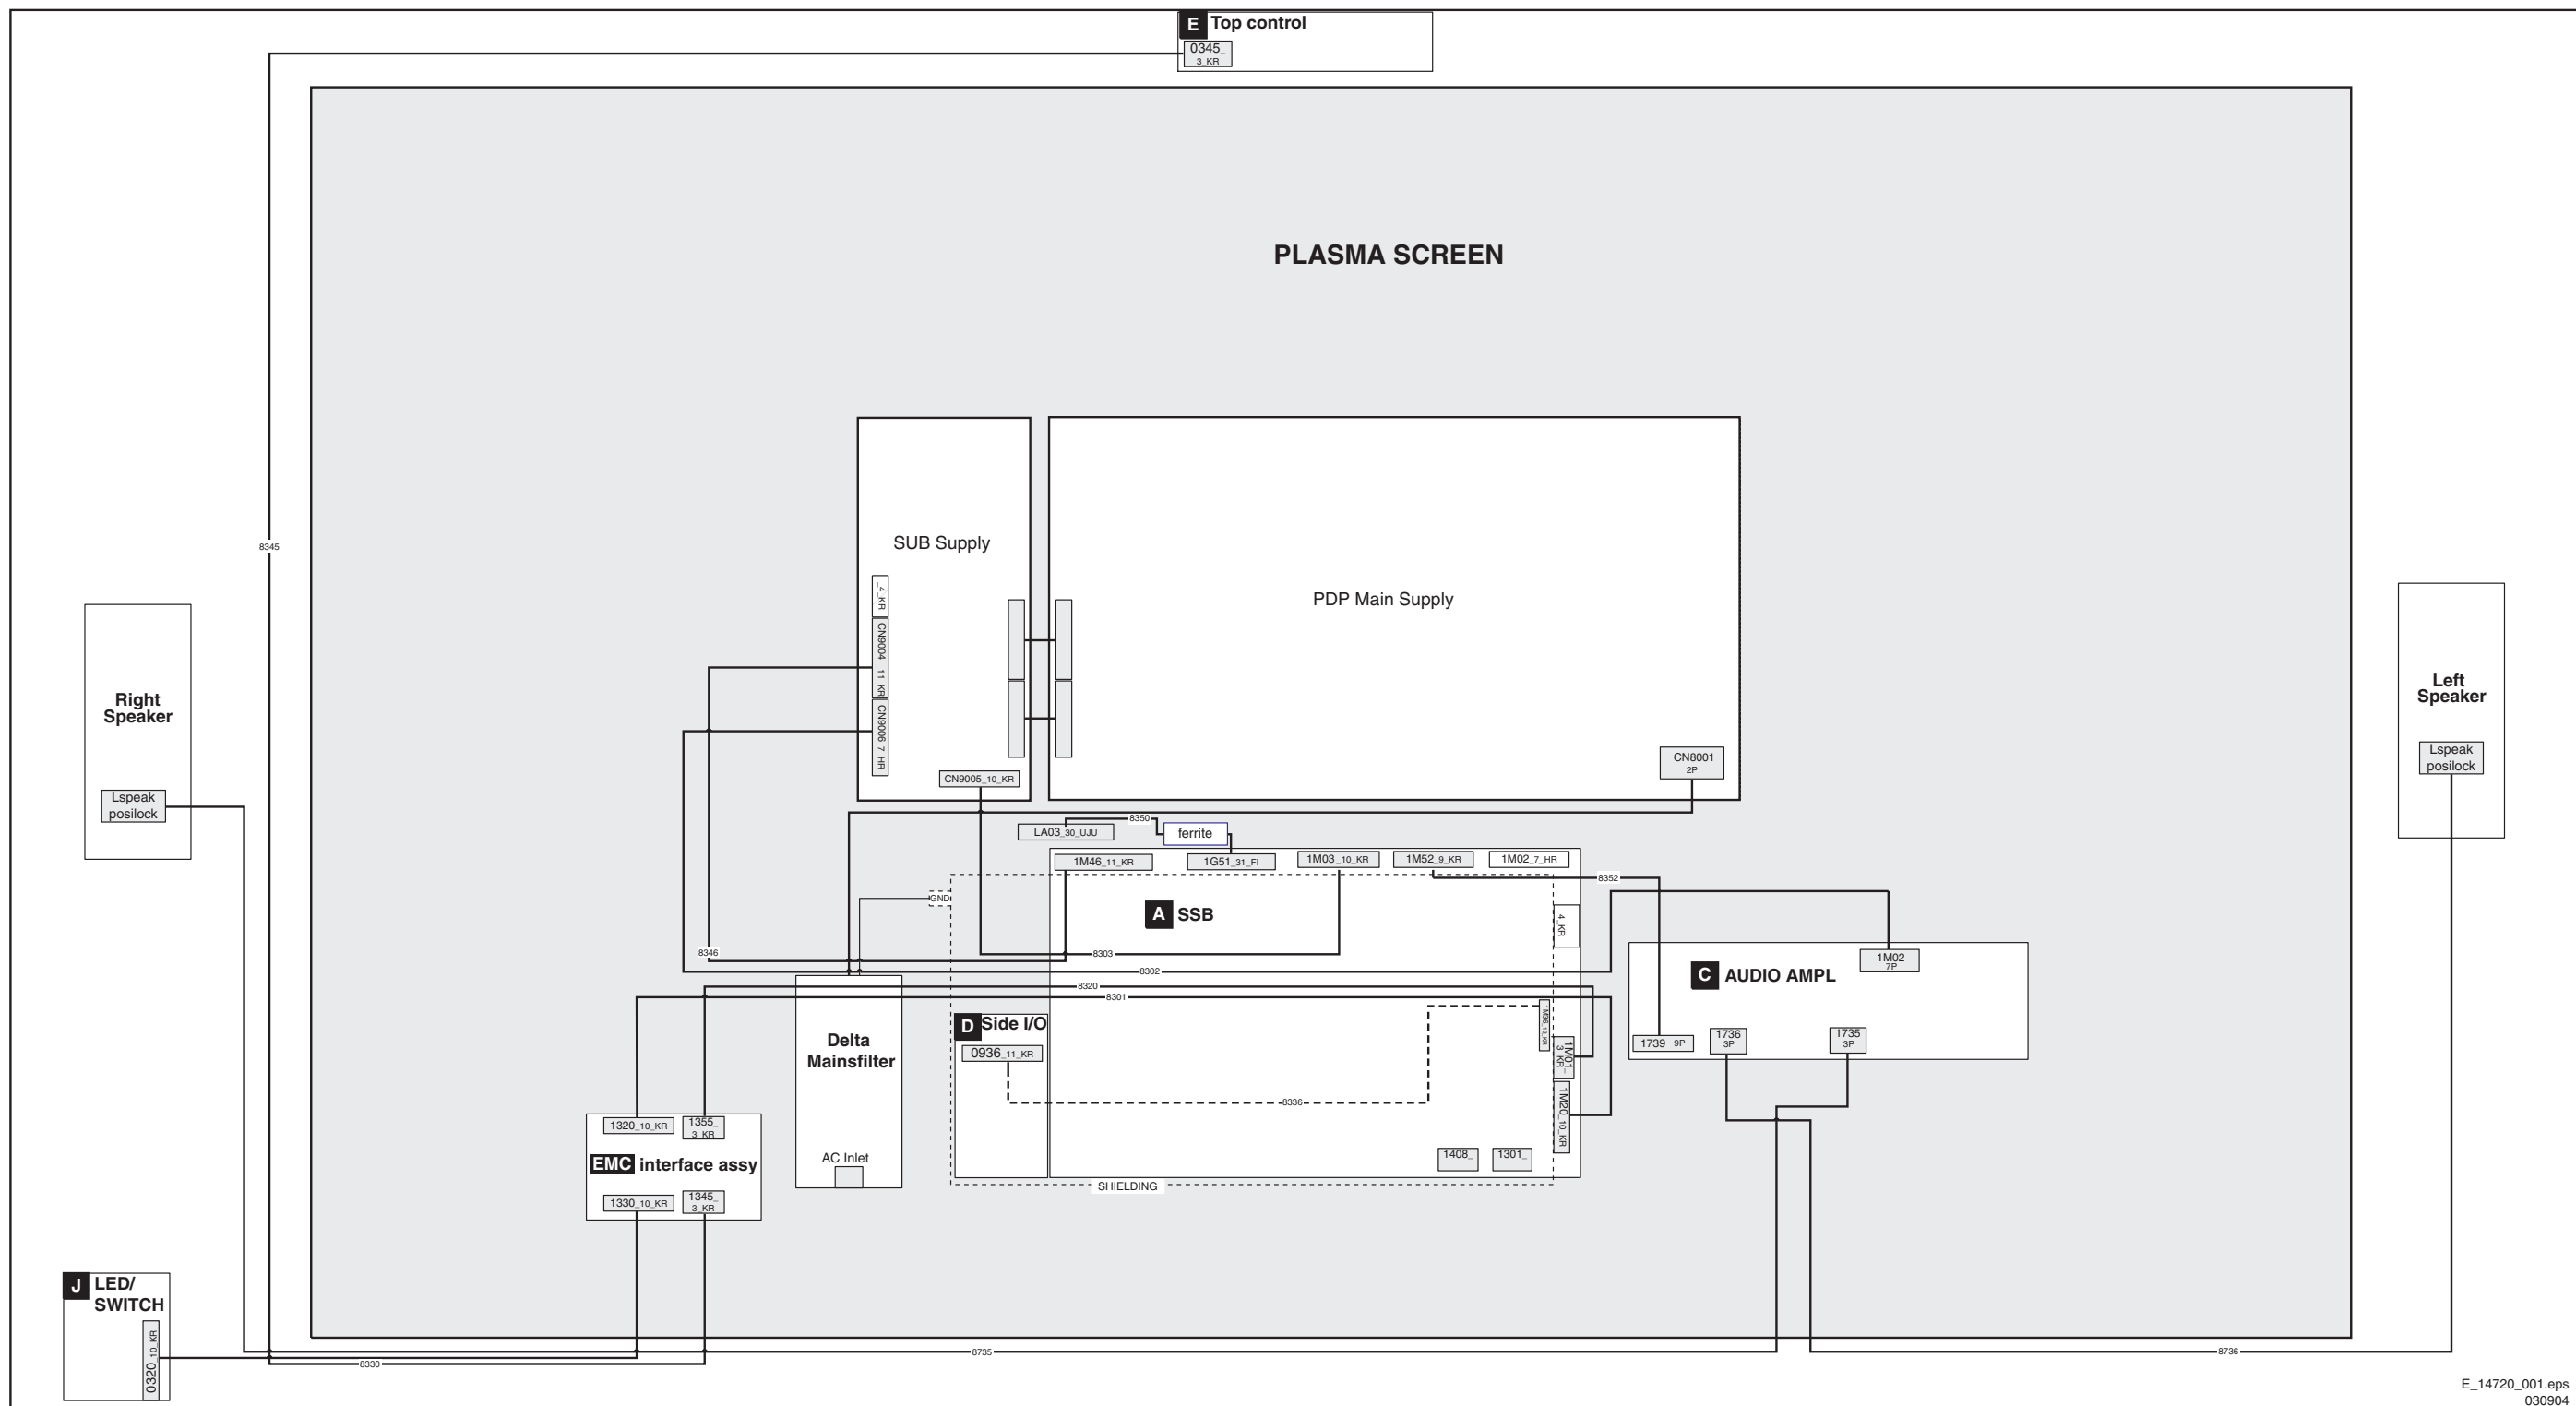 E Top control
0345_
3_KR
PLASMA SCREEN
SUB Supply
PDP Main Supply
_4_KR
CN9004_11_KR
CN9006_7_HR
CN9005_10_KR
CN8001
2P
8345
Right
Speaker
Lspeak
posilock
Left
Speaker
Lspeak
posilock
LA03_30_UJU
8350
ferrite
1M46_11_KR
1G51_31_FI
1M03_10_KR
1M52_9_KR
1M02_7_HR
8352
GND
A SSB
4_KR
8346
8303
8302
8320
8301
C AUDIO AMPL
1M02
7P
1739 9P
1736
3P
1735
3P
Delta
Mainsfilter
AC Inlet
D Side I/O
0936_11_KR
1M36_12_KR
1M01_
3_KR
1M20_10_KR
8336
1408_
1301_
SHIELDING
1320_10_KR
1355_
3_KR
EMC interface assy
1330_10_KR
1345_
3_KR
J LED/
SWITCH
0320_10_KR
8330
8735
8736
E_14720_001.eps
030904